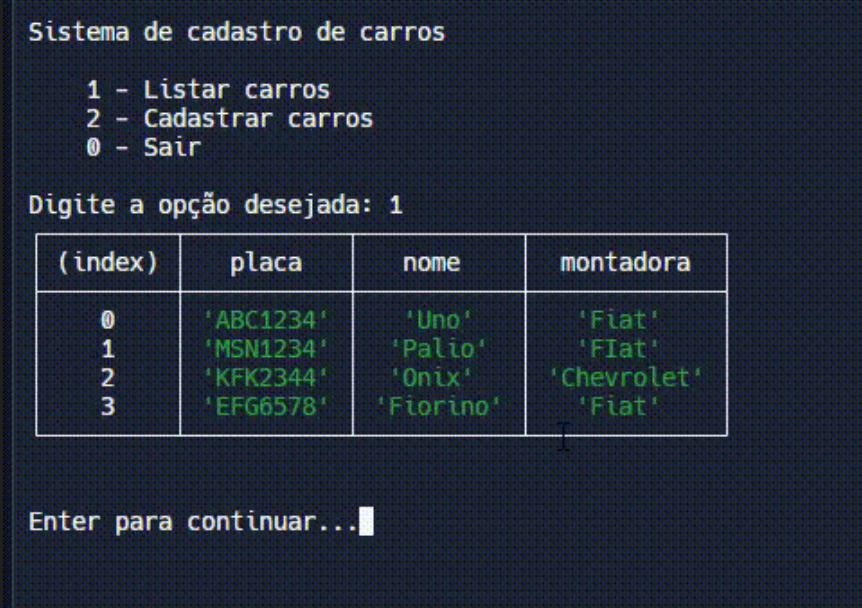 Sistema de cadastro de carros
1 - Listar carros
2 - Cadastrar carros
0 - Sair
Digite a opção desejada: 1
(index) placa nome montadora
0 'ABC1234' 'Uno' 'Fiat'
1 'MSN1234' 'Palio' 'FIat'
2 'KFK2344' 'Onix' 'Chevrolet'
3 'EFG6578' 'Fiorino' 'Fiat'
Enter para continuar...